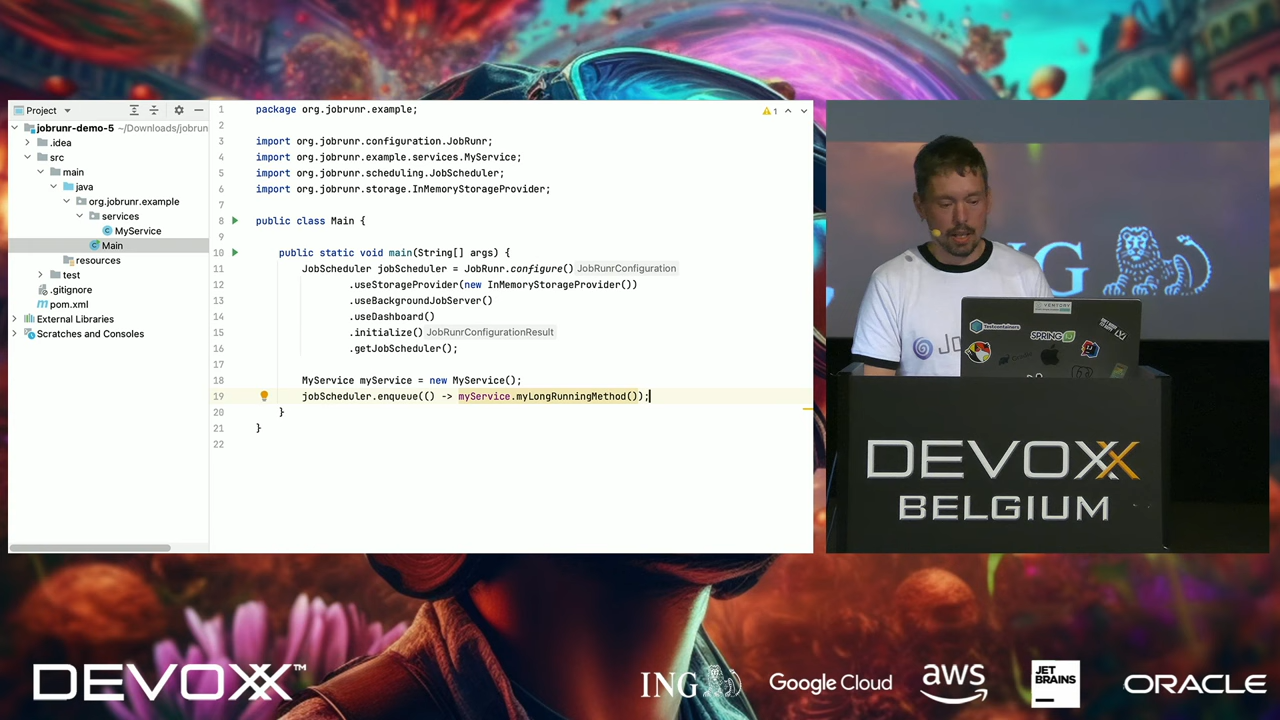 Project
jobrunr-demo-5 ~/Downloads/jobrun
.idea
src
main
java
org.jobrunr.example
services
MyService
Main
resources
test
.gitignore
pom.xml
External Libraries
Scratches and Consoles
1 package org.jobrunr.example;
2
3 import org.jobrunr.configuration.JobRunr;
4 import org.jobrunr.example.services.MyService;
5 import org.jobrunr.scheduling.JobScheduler;
6 import org.jobrunr.storage.InMemoryStorageProvider;
7
8 public class Main {
9
10 public static void main(String[] args) {
11 JobScheduler jobScheduler = JobRunr.configure() JobRunrConfiguration
12 .useStorageProvider(new InMemoryStorageProvider())
13 .useBackgroundJobServer()
14 .useDashboard()
15 .initialize() JobRunrConfigurationResult
16 .getJobScheduler();
17
18 MyService myService = new MyService();
19 jobScheduler.enqueue(() -> myService.myLongRunningMethod());
20 }
21 }
22
1
G
Testcontainers
SPRING
DEVOXX
BELGIUM
DEVOXX™
ING
Google Cloud
aws
JET
BRAINS
ORACLE